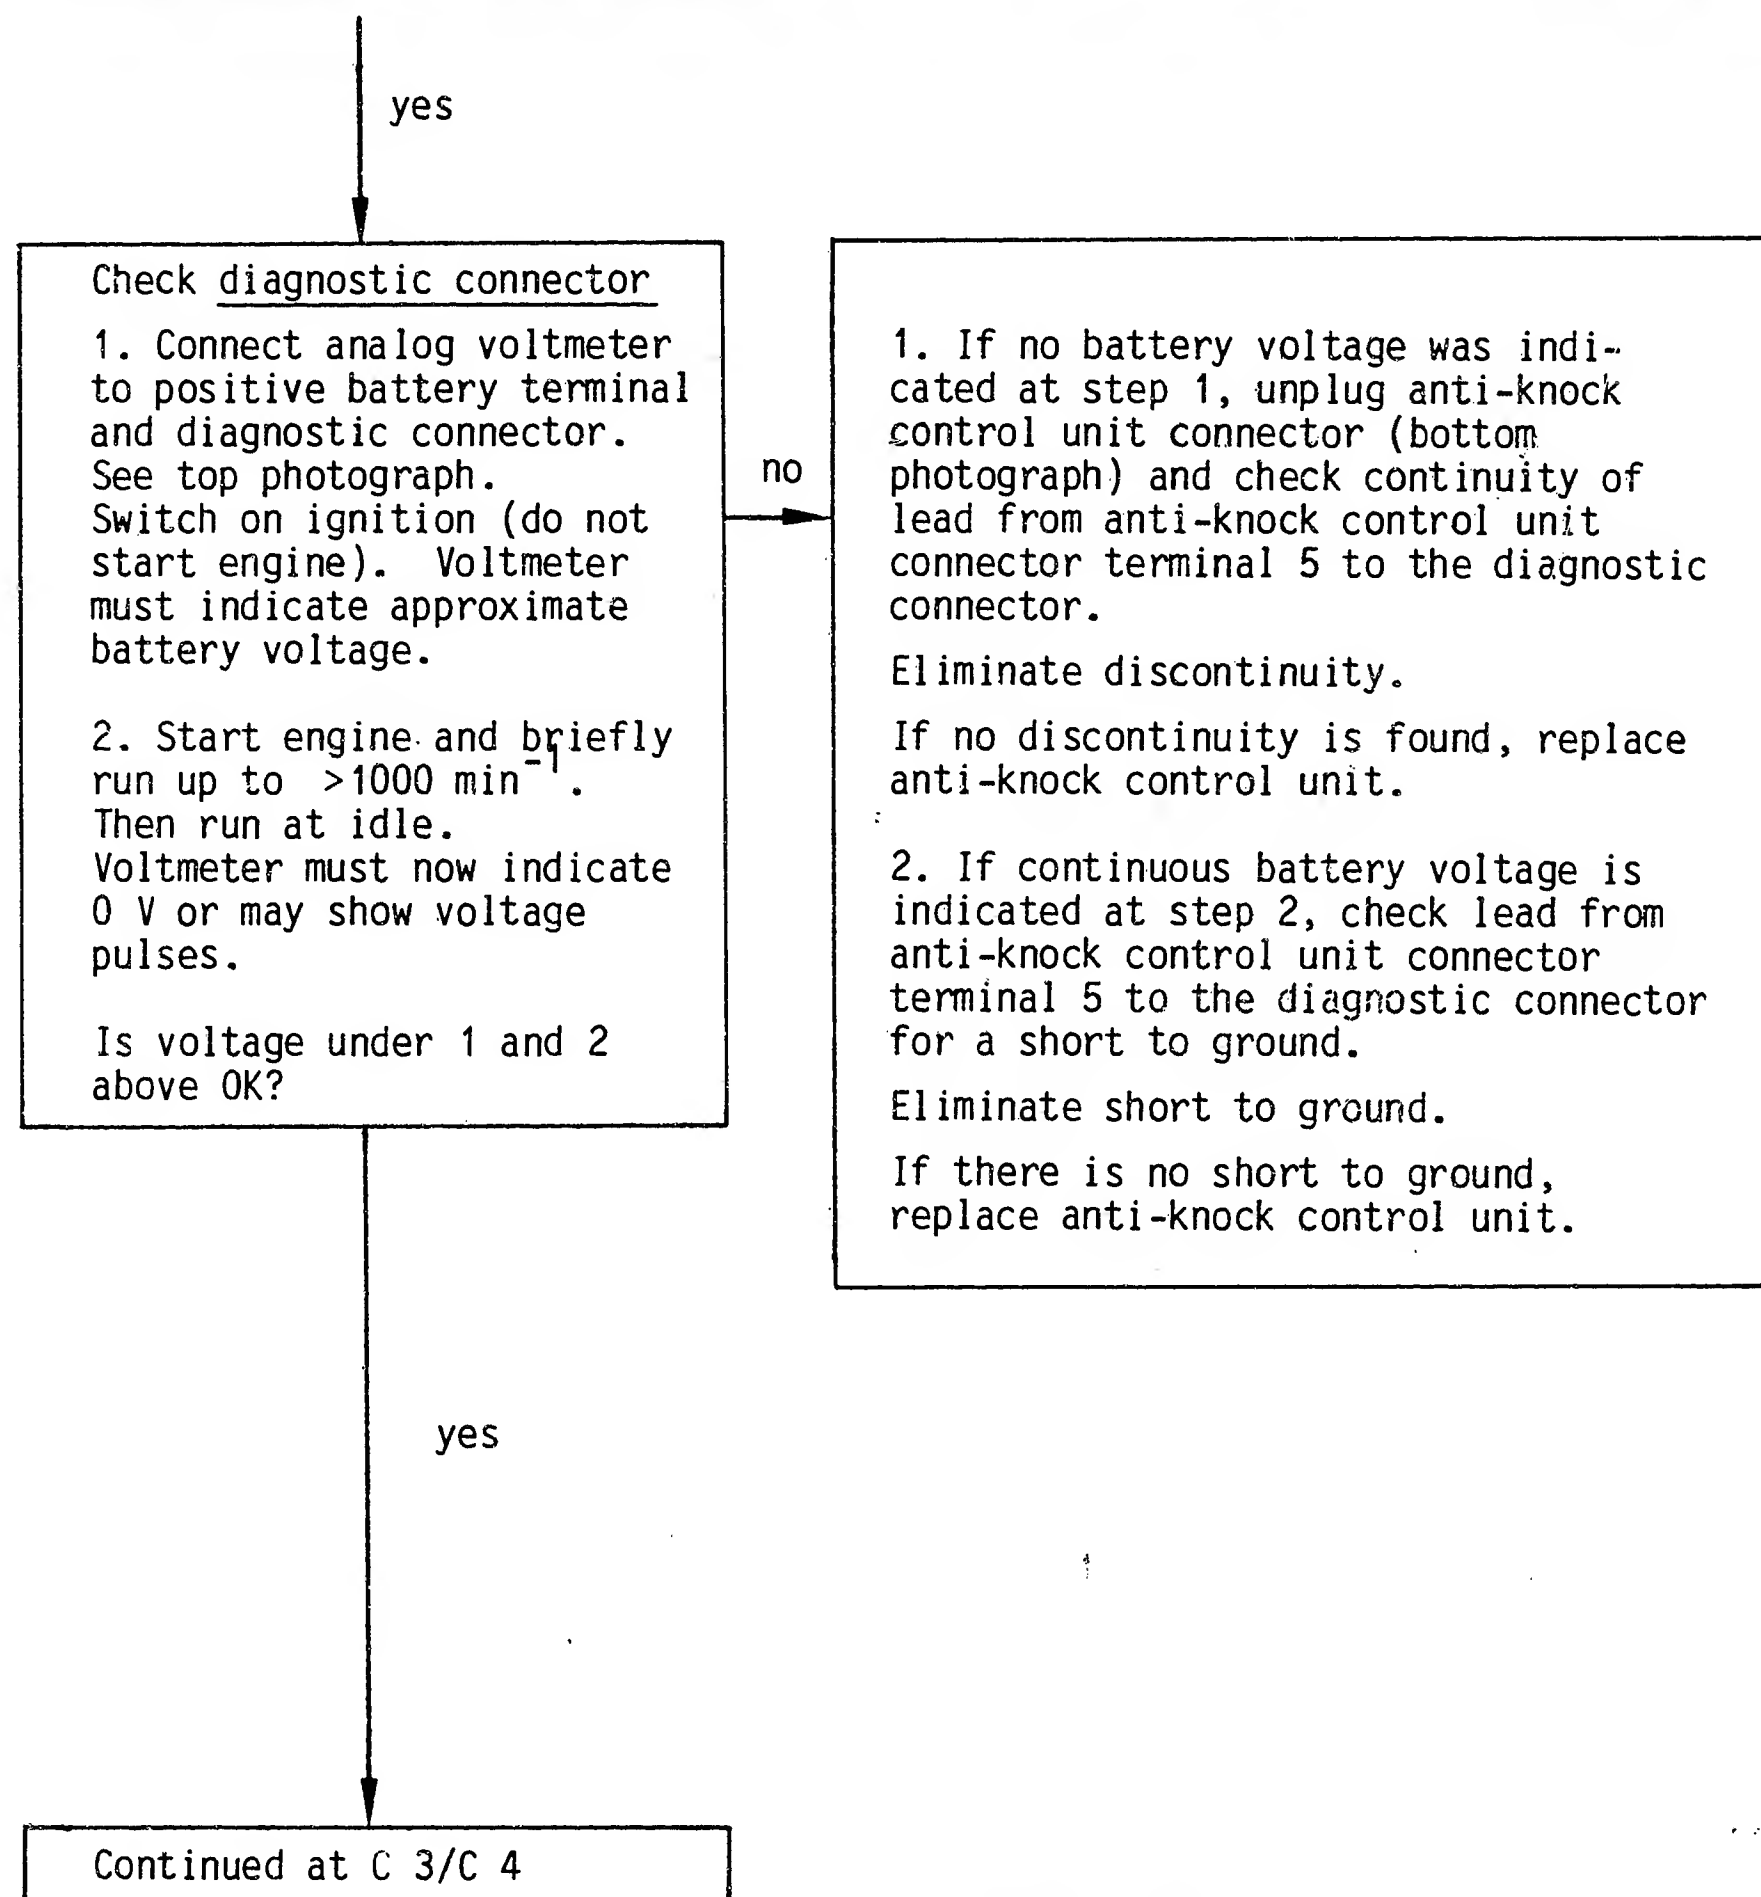 yes
Check diagnostic connector
1. Connect analog voltmeter
to positive battery terminal
and diagnostic connector.
See top photograph.
Switch on ignition (do not
start engine).  Voltmeter
must indicate approximate
battery voltage.
2. Start engine and briefly
run up to >1000 min⁻¹.
Then run at idle.
Voltmeter must now indicate
0 V or may show voltage
pulses.
Is voltage under 1 and 2
above OK?
no
1. If no battery voltage was indi-
cated at step 1, unplug anti-knock
control unit connector (bottom
photograph) and check continuity of
lead from anti-knock control unit
connector terminal 5 to the diagnostic
connector.
Eliminate discontinuity.
If no discontinuity is found, replace
anti-knock control unit.
2. If continuous battery voltage is
indicated at step 2, check lead from
anti-knock control unit connector
terminal 5 to the diagnostic connector
for a short to ground.
Eliminate short to ground.
If there is no short to ground,
replace anti-knock control unit.
yes
Continued at C 3/C 4